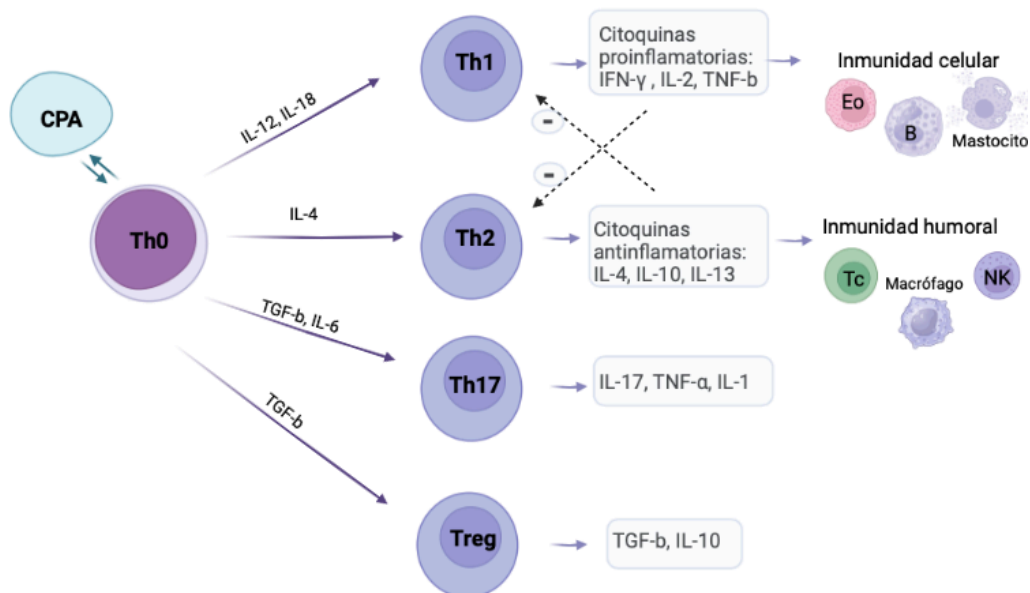 CPA
Th0
IL-12, IL-18
IL-4
TGF-b, IL-6
TGF-b
Th1
Citoquinas
proinflamatorias:
IFN-γ , IL-2, TNF-b
Inmunidad celular
Eo
B
Mastocito
-
-
Th2
Citoquinas
antinflamatorias:
IL-4, IL-10, IL-13
Inmunidad humoral
Tc
Macrófago
NK
Th17
IL-17, TNF-α, IL-1
Treg
TGF-b, IL-10